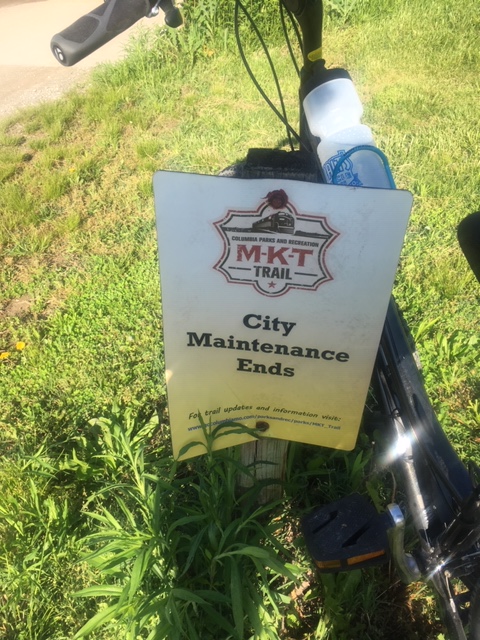 COLUMBIA PARKS AND RECREATION
M-K-T
TRAIL
City
Maintenance
Ends
For trail updates and information visit: